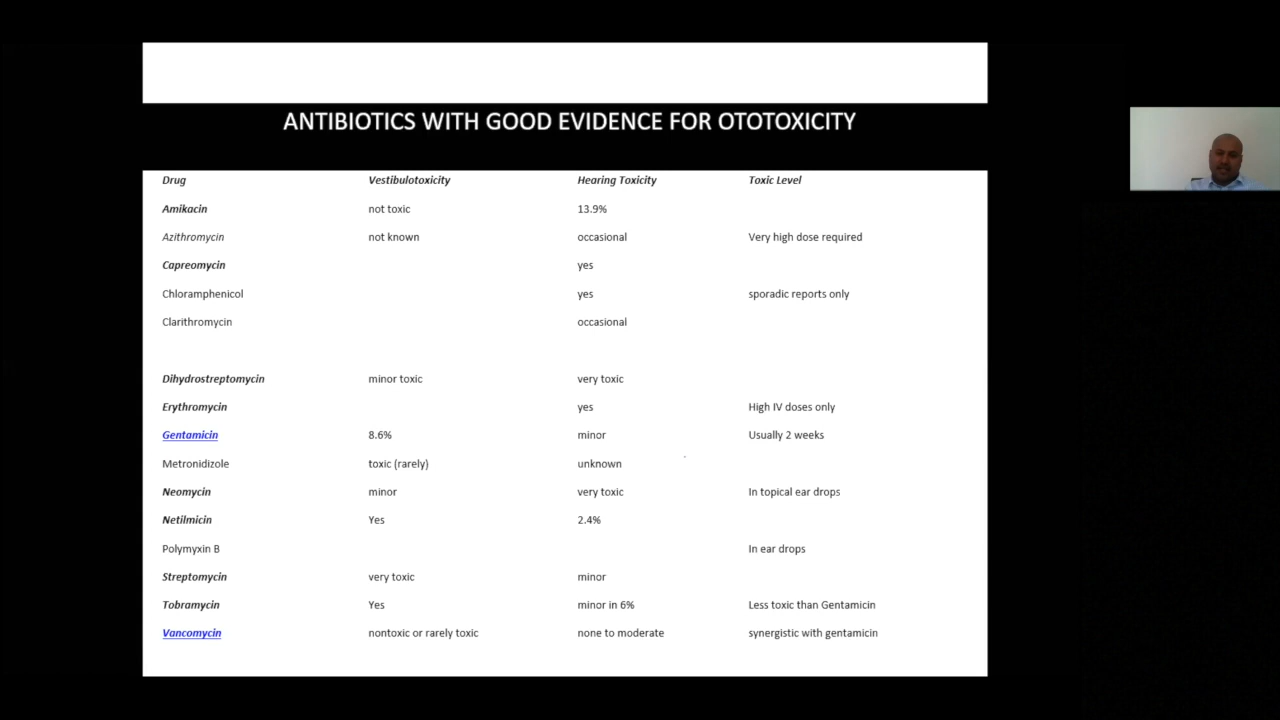 ANTIBIOTICS WITH GOOD EVIDENCE FOR OTOTOXICITY
Drug Vestibulotoxicity Hearing Toxicity Toxic Level
Amikacin not toxic 13.9%
Azithromycin not known occasional Very high dose required
Capreomycin yes
Chloramphenicol yes sporadic reports only
Clarithromycin occasional
Dihydrostreptomycin minor toxic very toxic
Erythromycin yes High IV doses only
Gentamicin 8.6% minor Usually 2 weeks
Metronidizole toxic (rarely) unknown
Neomycin minor very toxic In topical ear drops
Netilmicin Yes 2.4%
Polymyxin B In ear drops
Streptomycin very toxic minor
Tobramycin Yes minor in 6% Less toxic than Gentamicin
Vancomycin nontoxic or rarely toxic none to moderate synergistic with gentamicin